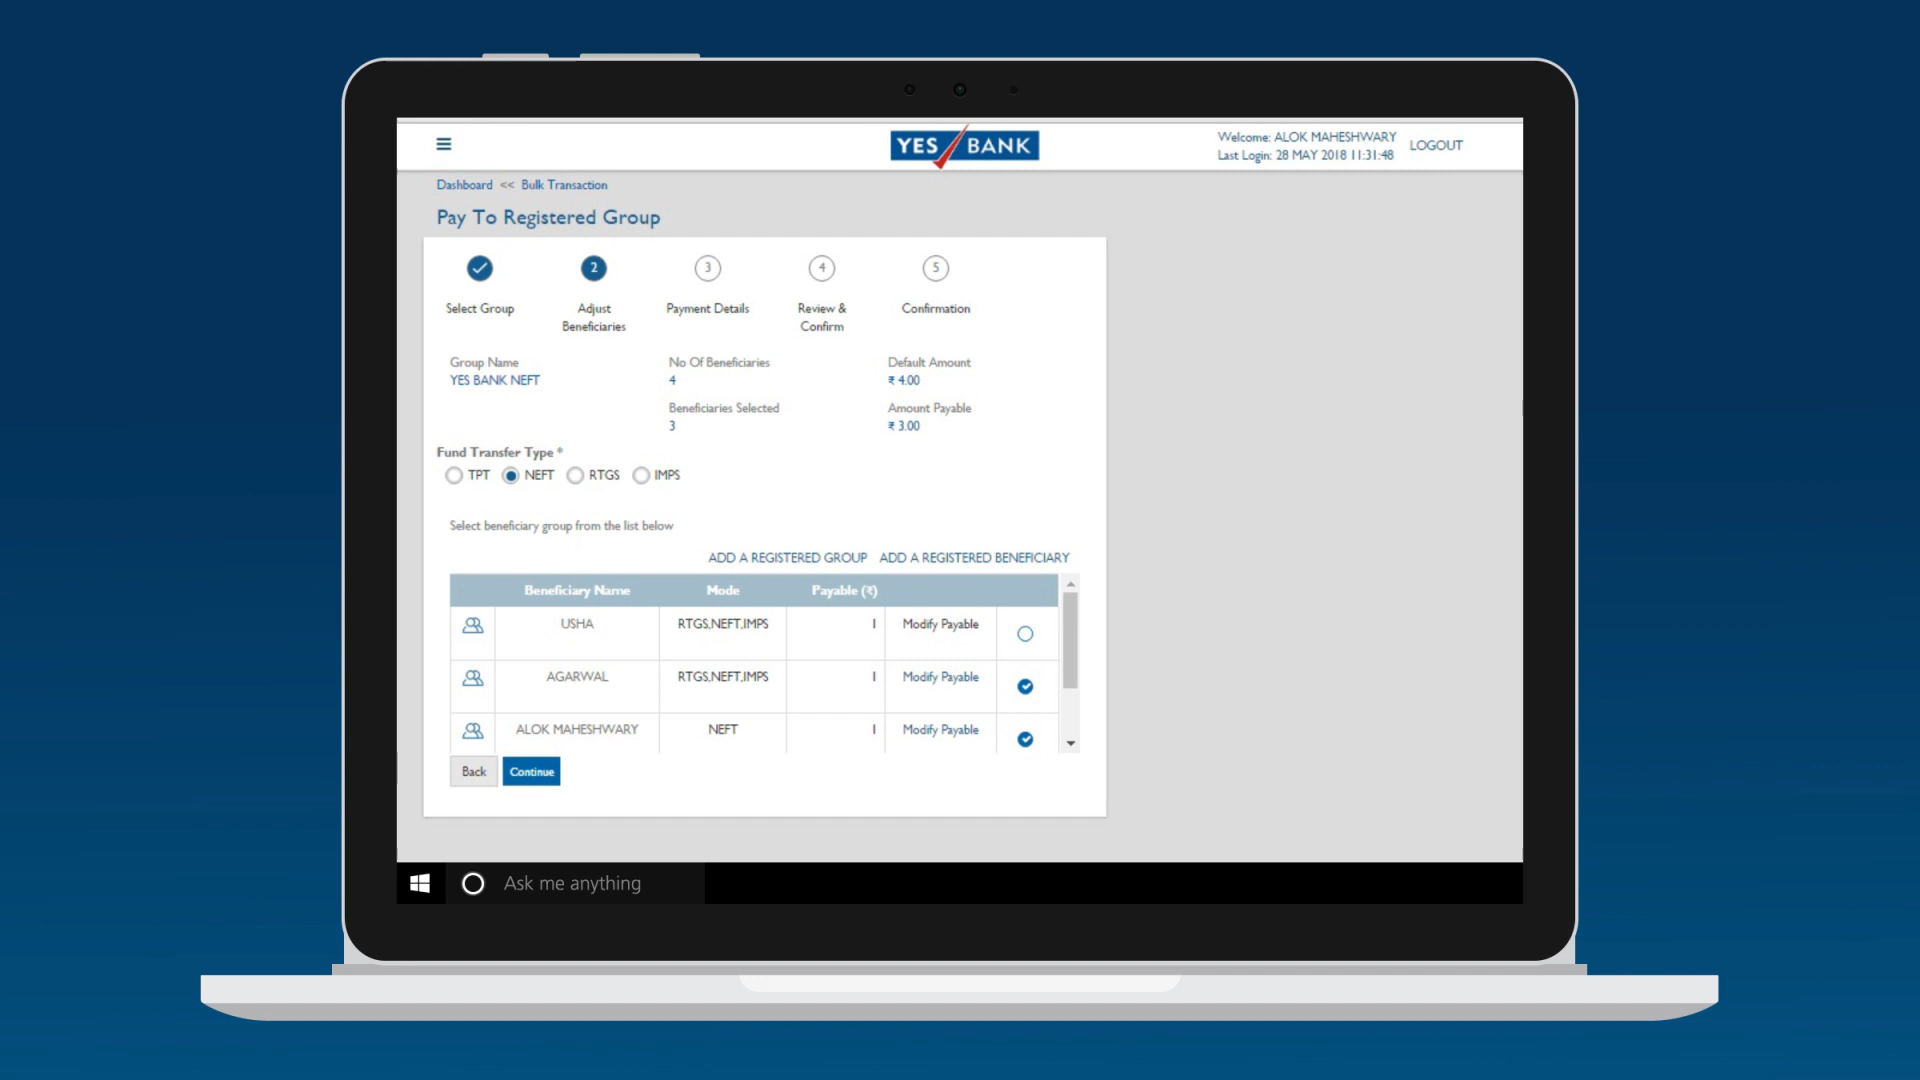 YES BANK
Welcome: ALOK MAHESHWARY
Last Login: 28 MAY 2018 11:31:48
LOGOUT
Dashboard << Bulk Transaction
Pay To Registered Group
2
3
4
5
Select Group
Adjust
Beneficiaries
Payment Details
Review &
Confirm
Confirmation
Group Name
YES BANK NEFT
No Of Beneficiaries
4
Default Amount
₹ 4.00
Beneficiaries Selected
3
Amount Payable
₹ 3.00
Fund Transfer Type *
TPT NEFT RTGS IMPS
Select beneficiary group from the list below
ADD A REGISTERED GROUP ADD A REGISTERED BENEFICIARY
Beneficiary Name Mode Payable (₹)
USHA RTGS,NEFT,IMPS 1 Modify Payable
AGARWAL RTGS,NEFT,IMPS 1 Modify Payable
ALOK MAHESHWARY NEFT 1 Modify Payable
Back Continue
Ask me anything